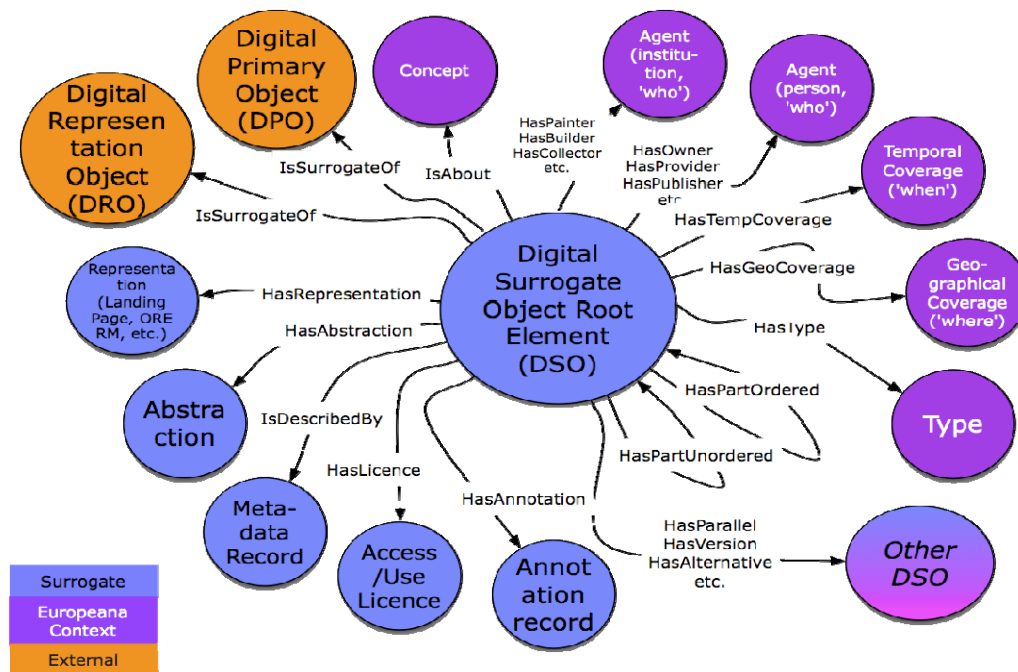 Digital
Primary
Object
(DPO)
Concept
Agent
(institu-
tion,
'who')
Agent
(person,
'who')
Digital
Represen
tation
Object
(DRO)
HasPainter
HasBuilder
HasCollector
etc.
HasOwner
HasProvider
HasPublisher
etc.
Temporal
Coverage
('when')
IsSurrogateOf
IsAbout
IsSurrogateOf
HasTempCoverage
Digital
Surrogate
Object Root
Element
(DSO)
Representa
tion
(Landing
Page, ORE
RM, etc.)
HasRepresentation
HasGeoCoverage
Geo-
graphical
Coverage
('where')
HasAbstraction
HasType
Abstra
ction
IsDescribedBy
HasPartOrdered
Type
HasPartUnordered
HasLicence
HasAnnotation
Meta-
data
Record
Access
/Use
Licence
Annot
ation
record
HasParallel
HasVersion
HasAlternative
etc.
Other
DSO
Surrogate
Europeana
Context
External